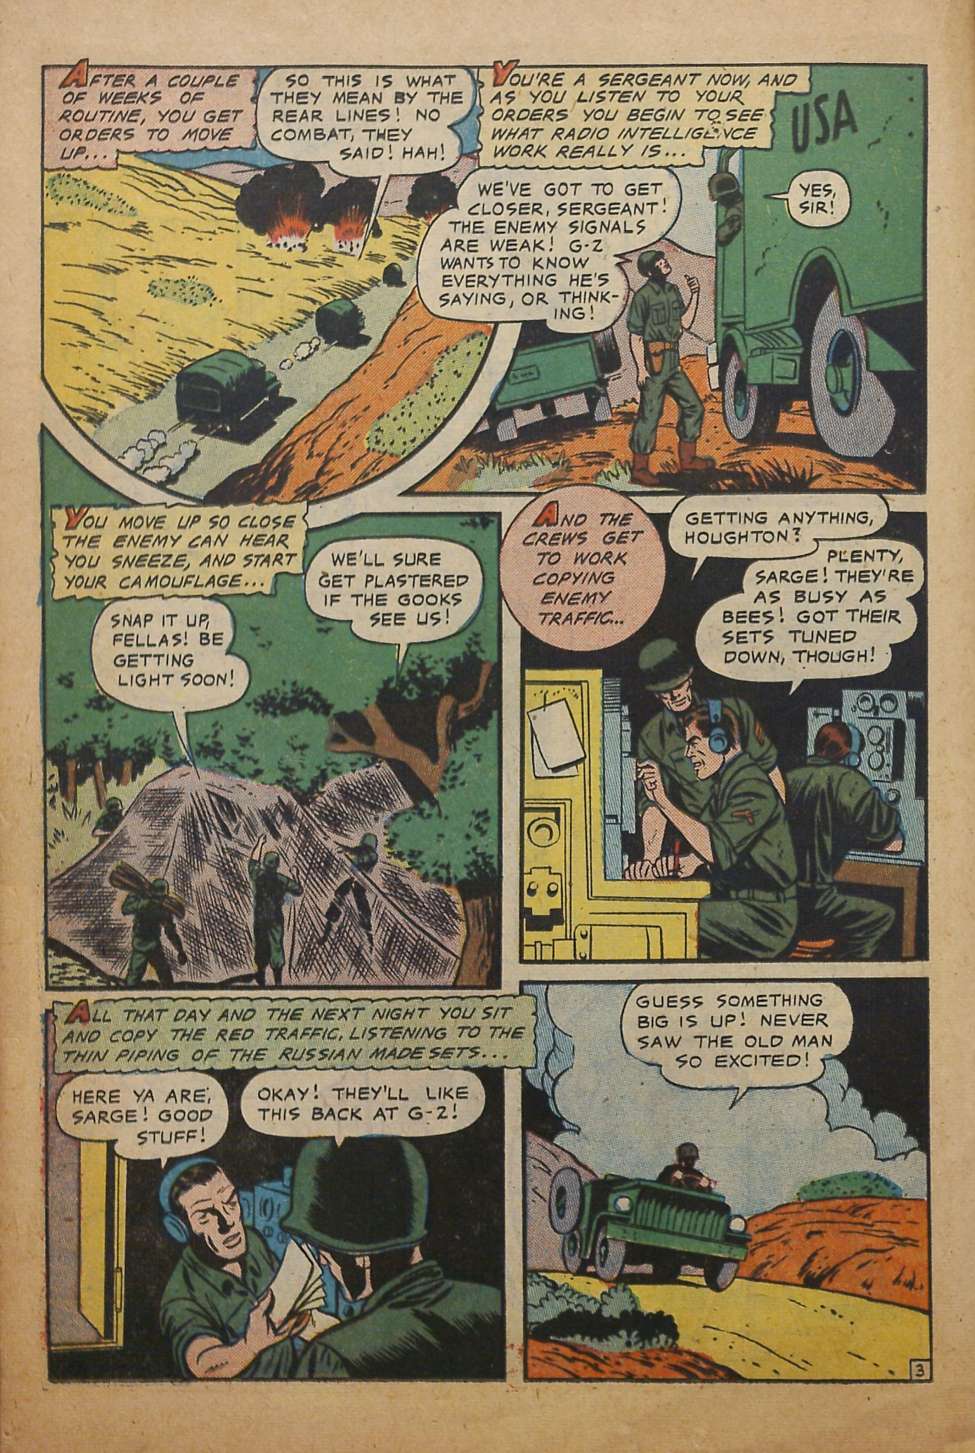 AFTER A COUPLE
OF WEEKS OF
ROUTINE, YOU GET
ORDERS TO MOVE
UP...
SO THIS IS WHAT
THEY MEAN BY THE
REAR LINES! NO
COMBAT, THEY
SAID! HAH!
YOU'RE A SERGEANT NOW, AND
AS YOU LISTEN TO YOUR
ORDERS YOU BEGIN TO SEE
WHAT RADIO INTELLIGENCE
WORK REALLY IS...
WE'VE GOT TO GET
CLOSER, SERGEANT!
THE ENEMY SIGNALS
ARE WEAK! G-2
WANTS TO KNOW
EVERYTHING HE'S
SAYING, OR THINK-
ING!
USA
YES,
SIR!
YOU MOVE UP SO CLOSE
THE ENEMY CAN HEAR
YOU SNEEZE, AND START
YOUR CAMOUFLAGE...
SNAP IT UP,
FELLAS! BE
GETTING
LIGHT SOON!
WE'LL SURE
GET PLASTERED
IF THE GOOKS
SEE US!
AND THE
CREWS GET
TO WORK
COPYING
ENEMY
TRAFFIC...
GETTING ANYTHING,
HOUGHTON?
PLENTY,
SARGE! THEY'RE
AS BUSY AS
BEES! GOT THEIR
SETS TUNED
DOWN, THOUGH!
ALL THAT DAY AND THE NEXT NIGHT YOU SIT
AND COPY THE RED TRAFFIC, LISTENING TO THE
THIN PIPING OF THE RUSSIAN MADE SETS...
HERE YA ARE,
SARGE! GOOD
STUFF!
OKAY! THEY'LL LIKE
THIS BACK AT G-2!
GUESS SOMETHING
BIG IS UP! NEVER
SAW THE OLD MAN
SO EXCITED!
3